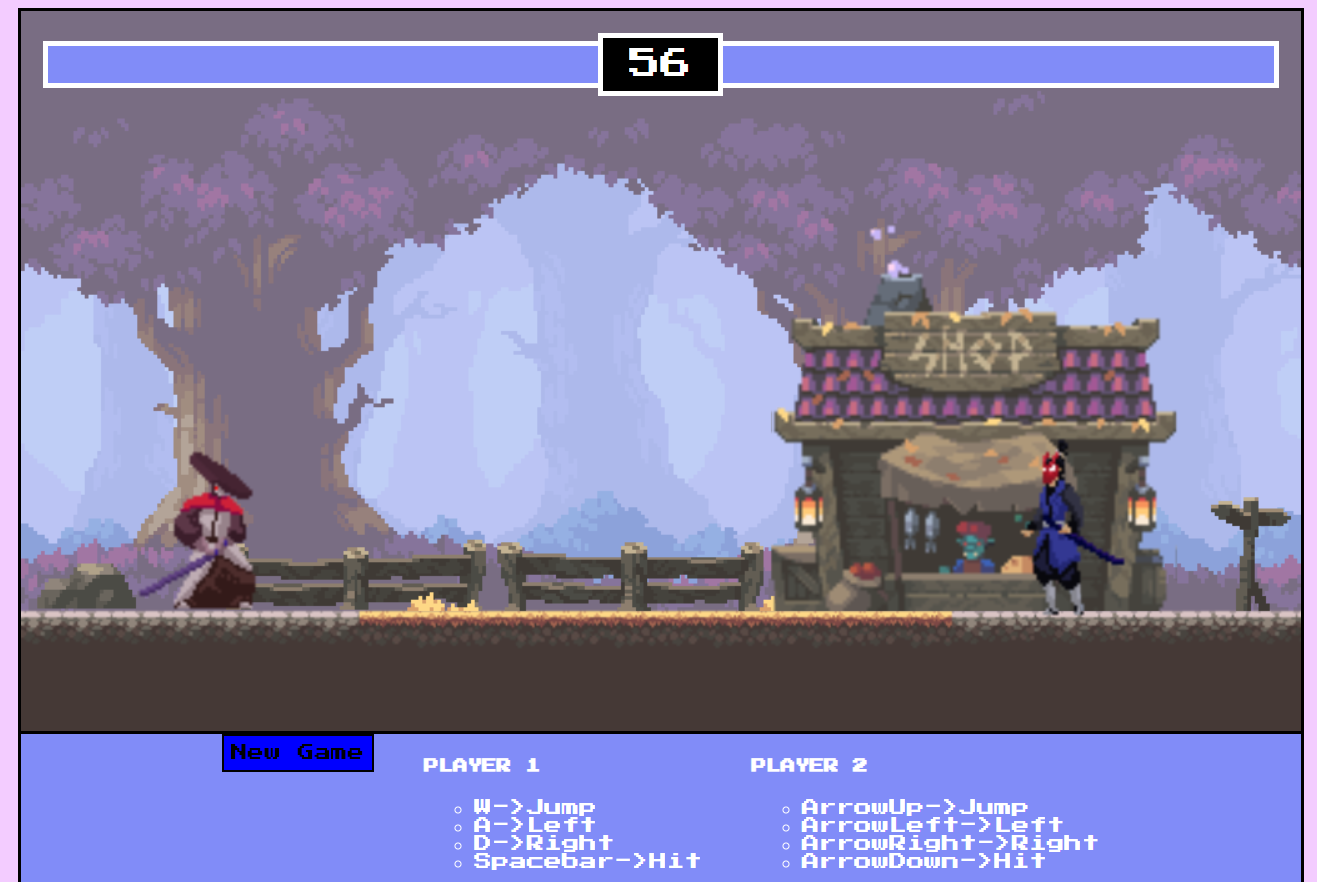 56
SHOP
New Game
PLAYER 1
W->Jump
A->Left
D->Right
Spacebar->Hit
PLAYER 2
ArrowUp->Jump
ArrowLeft->Left
ArrowRight->Right
ArrowDown->Hit